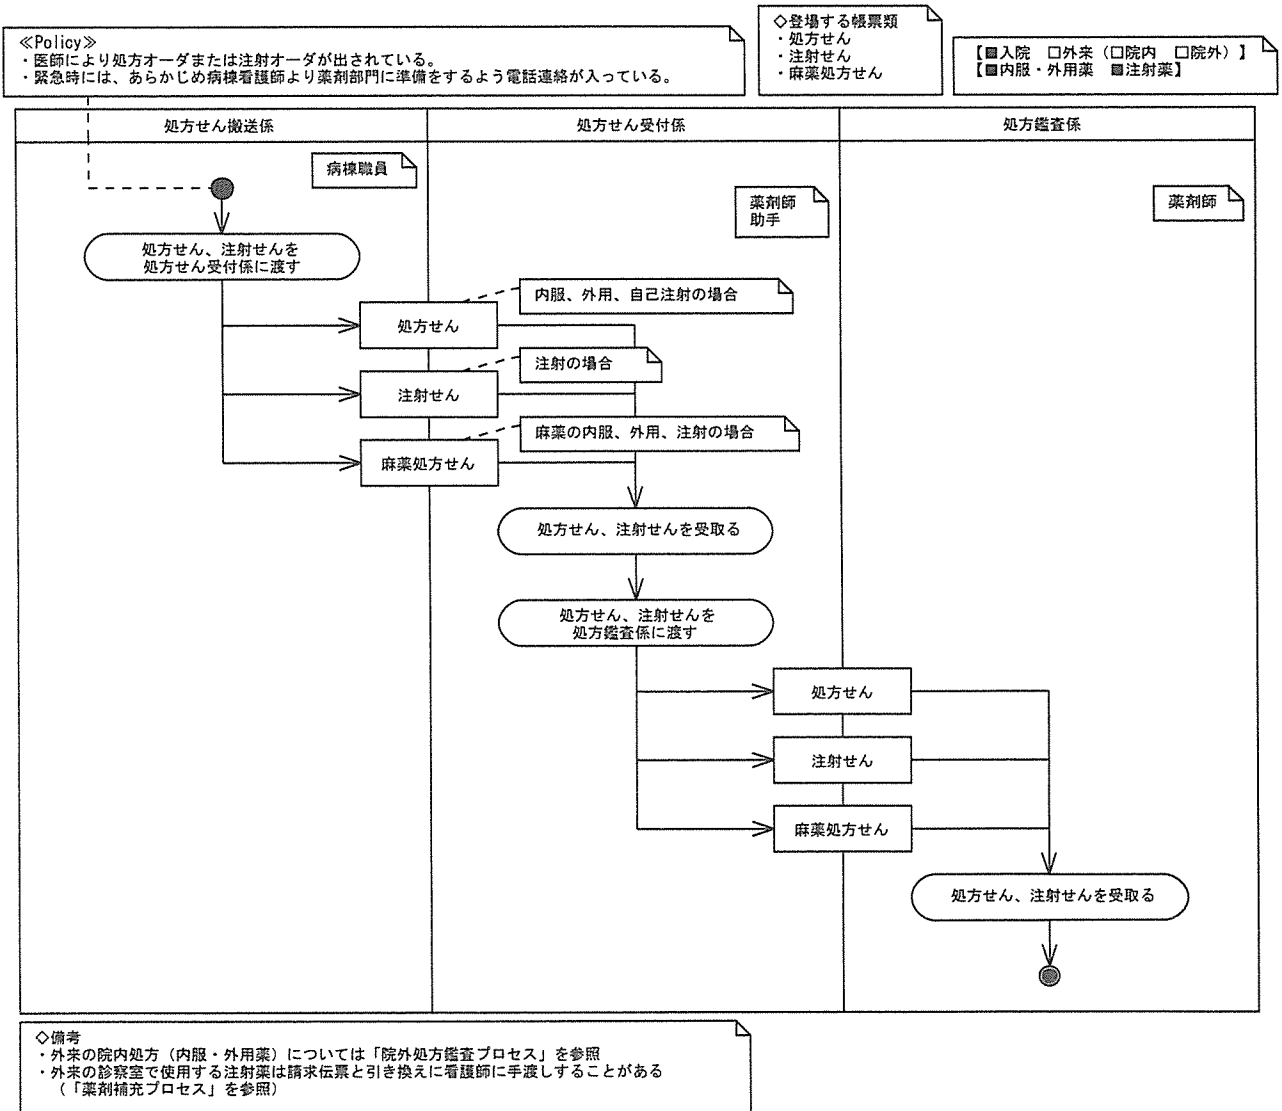 ≪Policy≫
・医師により処方オーダまたは注射オーダが出されている。
・緊急時には、あらかじめ病棟看護師より薬剤部門に準備をするよう電話連絡が入っている。
◇登場する帳票類
・処方せん
・注射せん
・麻薬処方せん
【■入院　□外来（□院内　□院外）】
【■内服・外用薬　■注射薬】
処方せん搬送係
処方せん受付係
処方鑑査係
病棟職員
薬剤師
助手
薬剤師
処方せん、注射せんを
処方せん受付係に渡す
内服、外用、自己注射の場合
処方せん
注射の場合
注射せん
麻薬の内服、外用、注射の場合
麻薬処方せん
処方せん、注射せんを受取る
処方せん、注射せんを
処方鑑査係に渡す
処方せん
注射せん
麻薬処方せん
処方せん、注射せんを受取る
◇備考
・外来の院内処方（内服・外用薬）については「院外処方鑑査プロセス」を参照
・外来の診察室で使用する注射薬は請求伝票と引き換えに看護師に手渡しすることがある
（「薬剤補充プロセス」を参照）